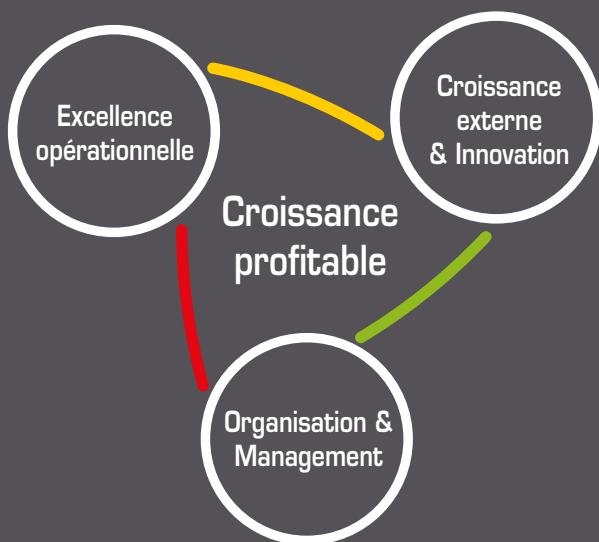 Excellence
opérationnelle
Croissance
externe
& Innovation
Croissance
profitable
Organisation &
Management